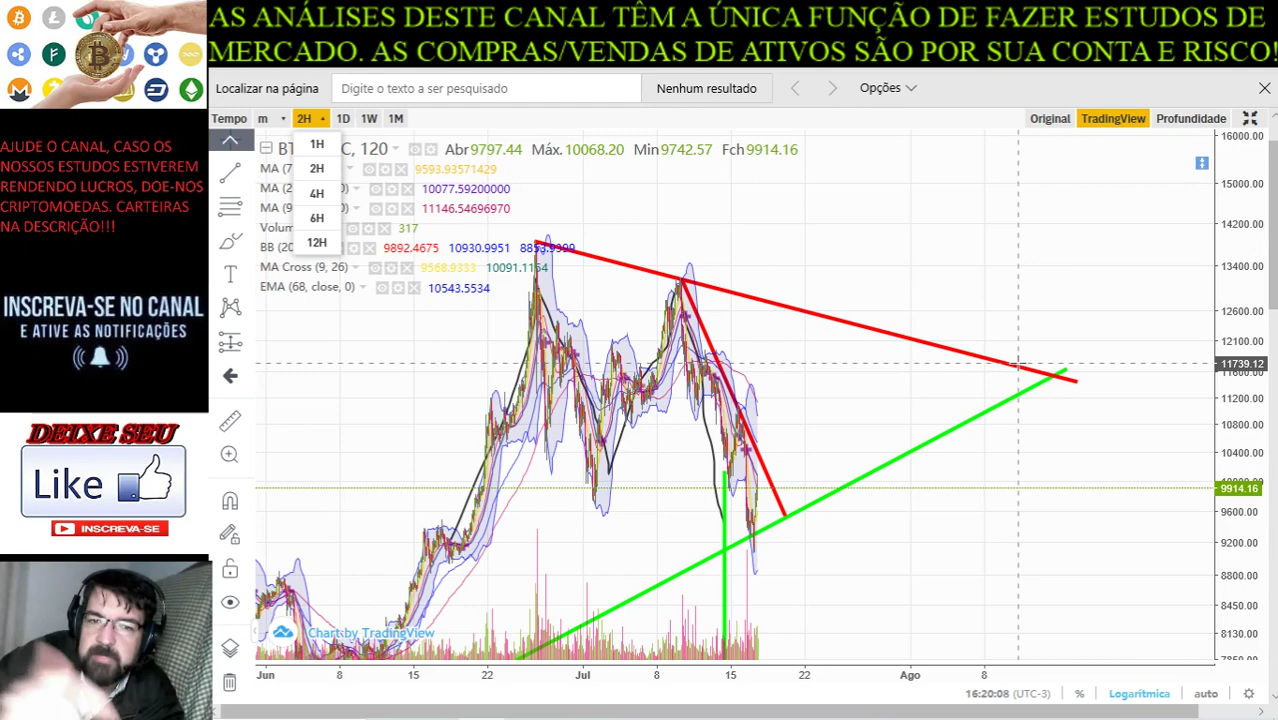 AS ANÁLISES DESTE CANAL TÊM A ÚNICA FUNÇÃO DE FAZER ESTUDOS DE
MERCADO. AS COMPRAS/VENDAS DE ATIVOS SÃO POR SUA CONTA E RISCO!
Localizar na página
Digite o texto a ser pesquisado
Nenhum resultado
Opções
Tempo m 2H 1D 1W 1M
Original TradingView Profundidade
1H
2H
4H
6H
12H
C, 120 Abr 9797.44 Máx. 10068.20 Mín 9742.57 Fch 9914.16
9593.93571429
10077.59200000
11146.54696970
317
9892.4675 10930.9951
MA Cross (9, 26) 9568.9333 10091.1154
EMA (68, close, 0) 10543.5534
AJUDE O CANAL, CASO OS
NOSSOS ESTUDOS ESTIVEREM
RENDENDO LUCROS, DOE-NOS
CRIPTOMOEDAS. CARTEIRAS
NA DESCRIÇÃO!!!
INSCREVA-SE NO CANAL
E ATIVE AS NOTIFICAÇÕES
DEIXE SEU
Like
INSCREVA-SE
16000.00
15000.00
14200.00
13400.00
12600.00
11739.12
11200.00
10800.00
10400.00
10000.00
9914.16
9600.00
9200.00
8800.00
8450.00
8130.00
Chart by TradingView
Jun 8 15 22 Jul 8 15 22 Ago 8
16:20:08 (UTC-3) % Logarítmica auto